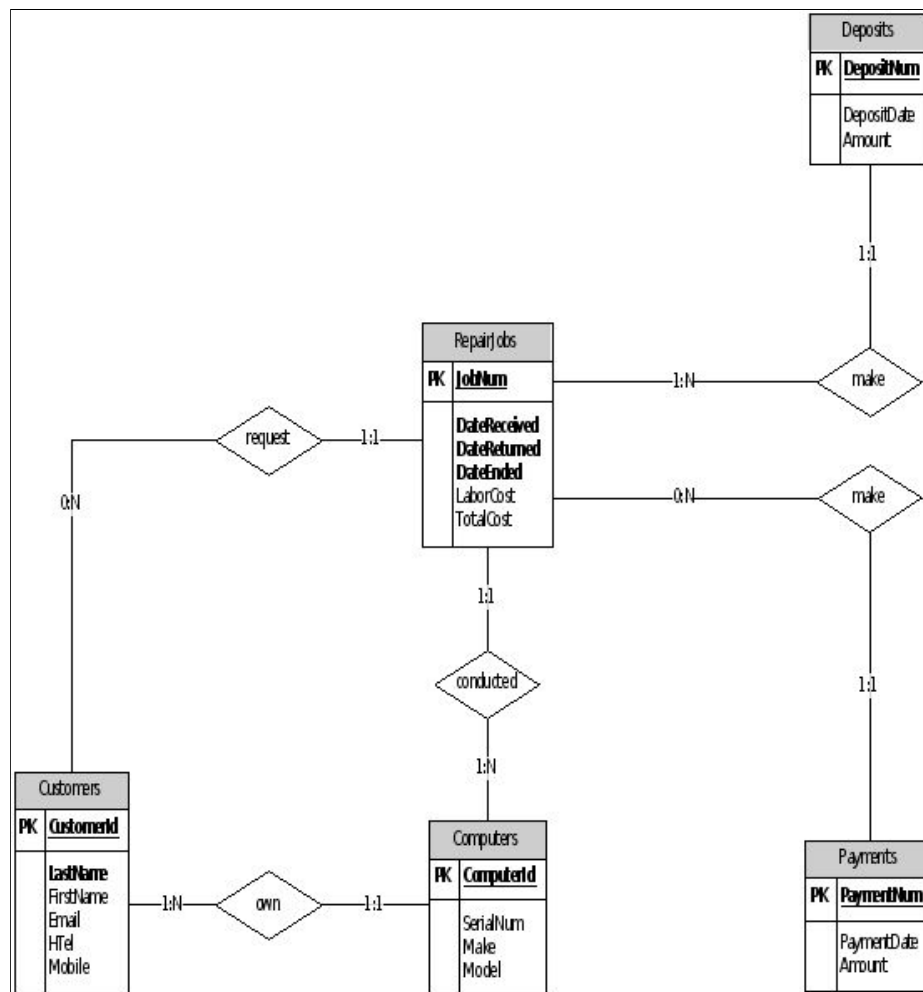 Deposits
PK DepositNum
DepositDate
Amount
1:1
RepairJobs
PK JobNum
DateReceived
DateReturned
DateEnded
LaborCost
TotalCost
1:N
make
request
1:1
0:N
0:N
make
1:1
conducted
1:1
1:N
Customers
PK CustomerId
LastName
FirstName
Email
HTel
Mobile
1:N
own
1:1
Computers
PK ComputerId
SerialNum
Make
Model
Payments
PK PaymentNum
PaymentDate
Amount